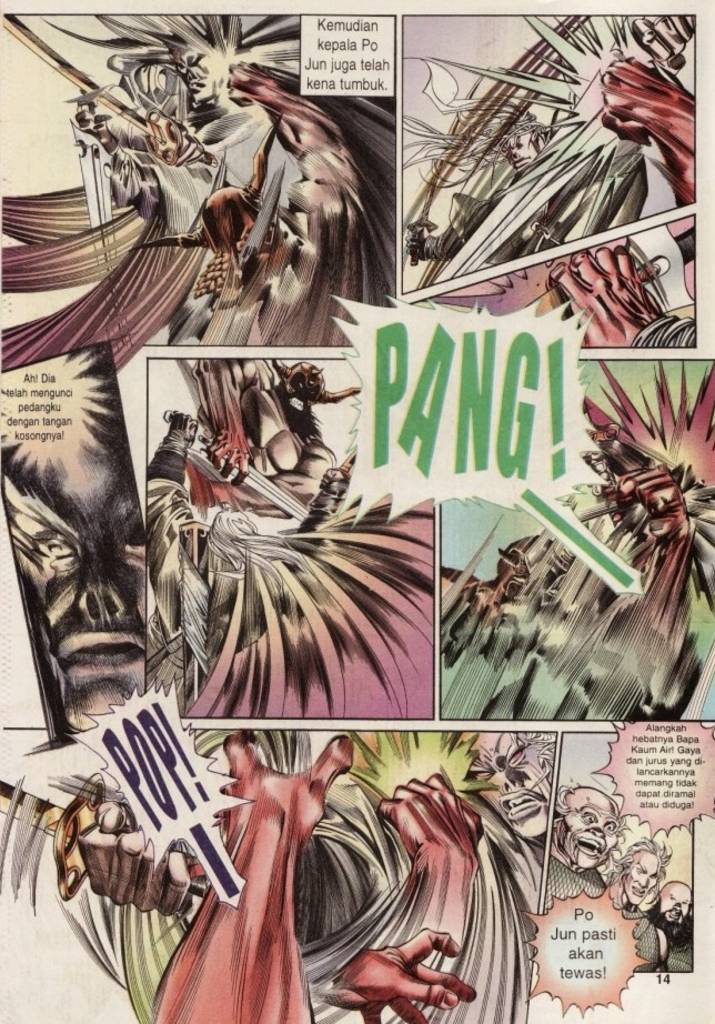 Kemudian
kepala Po
Jun juga telah
kena tumbuk.
PANG!
Ah! Dia
telah mengunci
pedangku
dengan tangan
kosongnya!
POP!
Alangkah
hebatnya Bapa
Kaum Air! Gaya
dan jurus yang di-
lancarkannya
memang tidak
dapat diramal
atau diduga!
Po
Jun pasti
akan
tewas!
14